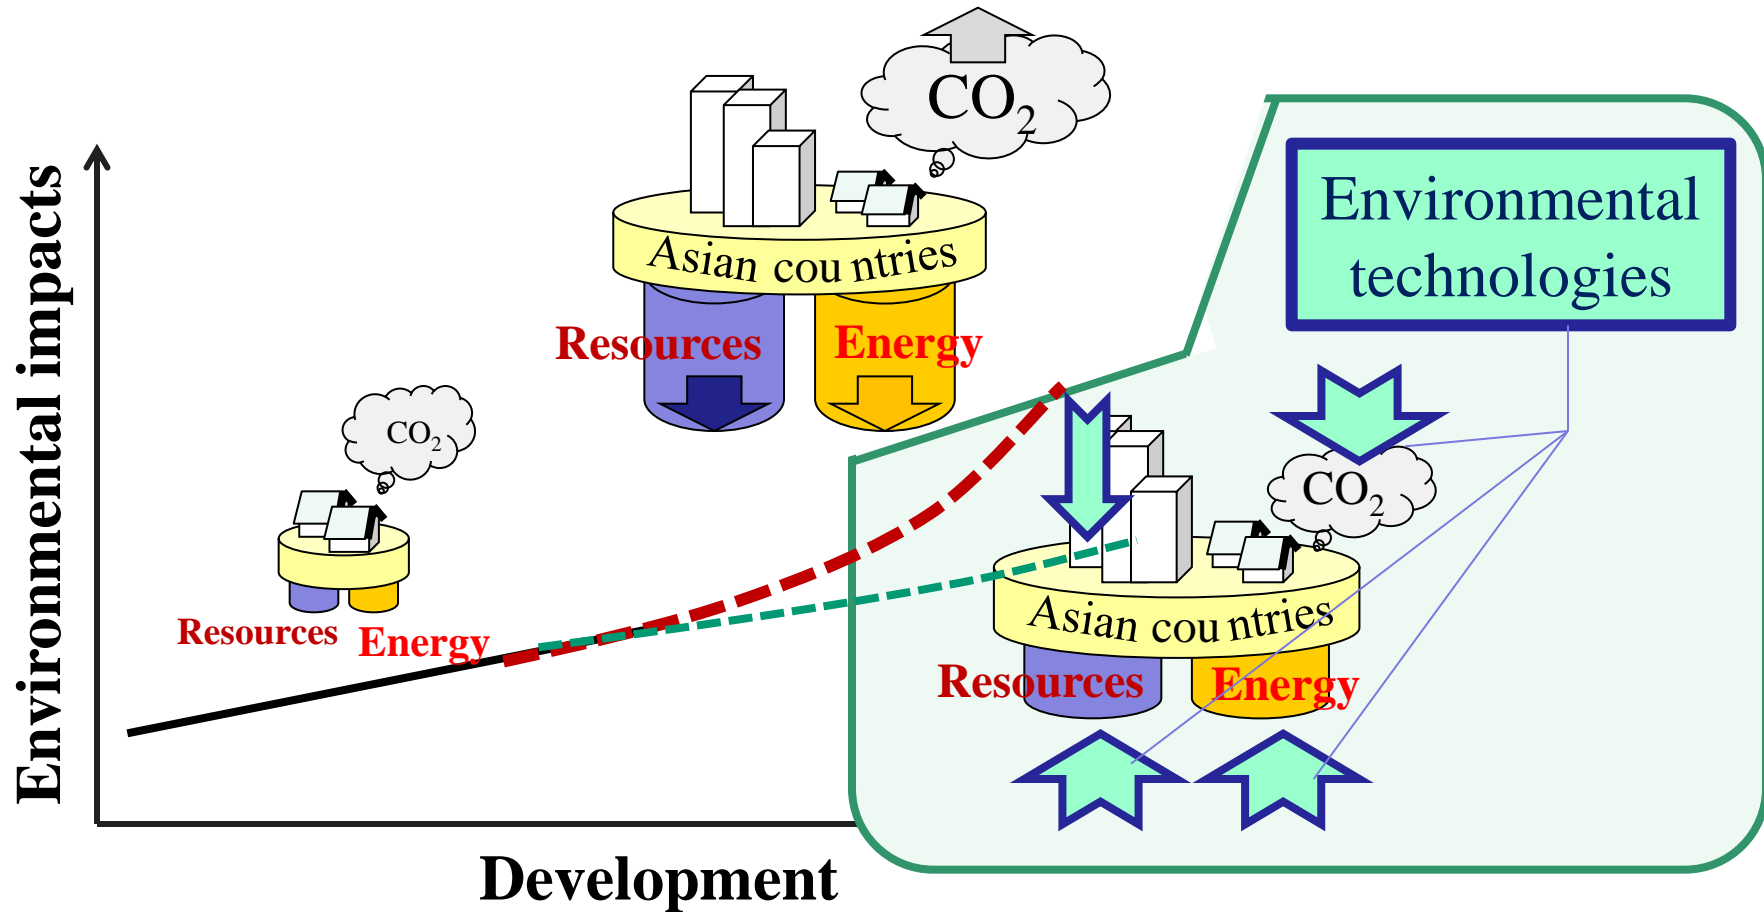 Environmental impacts
CO2
Resources
Energy
CO2
Asian countries
Resources
Energy
Environmental
technologies
CO2
Asian countries
Resources
Energy
Development